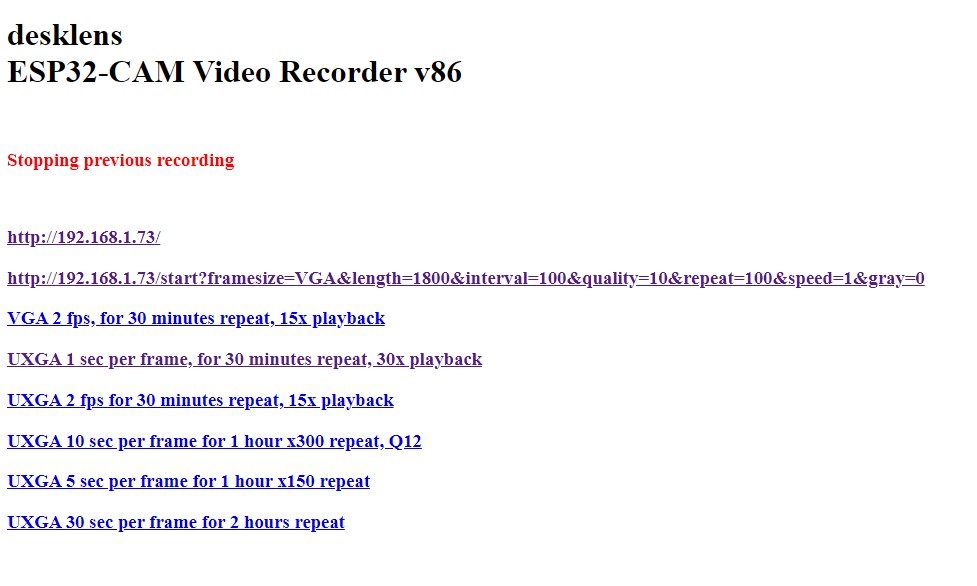 desklens
ESP32-CAM Video Recorder v86
Stopping previous recording
http://192.168.1.73/
http://192.168.1.73/start?framesize=VGA&length=1800&interval=100&quality=10&repeat=100&speed=1&gray=0
VGA 2 fps, for 30 minutes repeat, 15x playback
UXGA 1 sec per frame, for 30 minutes repeat, 30x playback
UXGA 2 fps for 30 minutes repeat, 15x playback
UXGA 10 sec per frame for 1 hour x300 repeat, Q12
UXGA 5 sec per frame for 1 hour x150 repeat
UXGA 30 sec per frame for 2 hours repeat